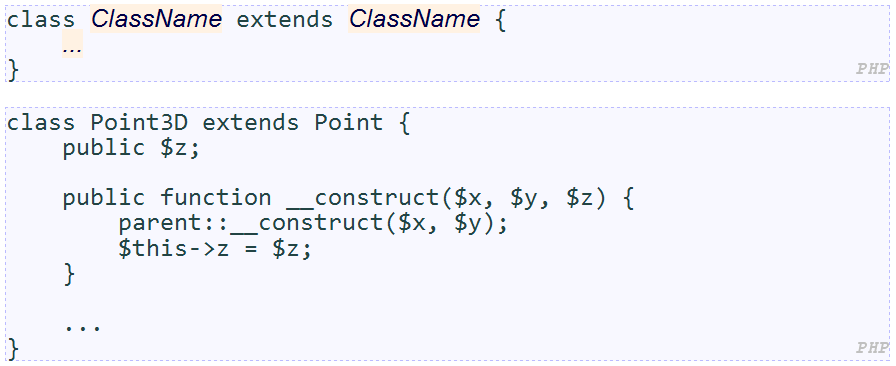 class ClassName extends ClassName {
    ...
}
PHP
class Point3D extends Point {
    public $z;

    public function __construct($x, $y, $z) {
        parent::__construct($x, $y);
        $this->z = $z;
    }

    ...
}
PHP